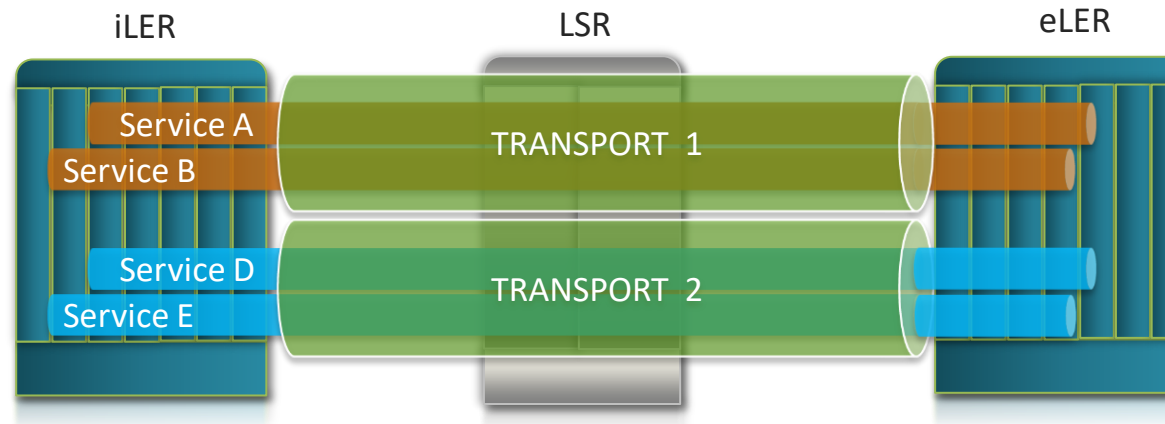 iLER
LSR
eLER
Service A
TRANSPORT 1
Service B
Service D
TRANSPORT 2
Service E